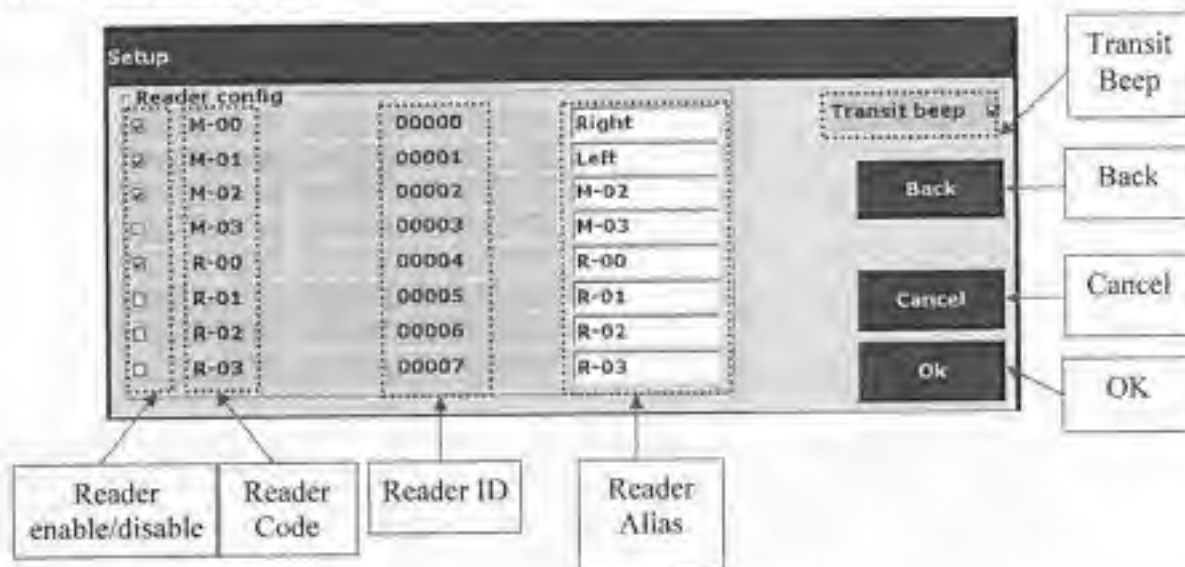 Setup
Reader config
M-00 00000 Right
M-01 00001 Left
M-02 00002 M-02
M-03 00003 M-03
R-00 00004 R-00
R-01 00005 R-01
R-02 00006 R-02
R-03 00007 R-03
Transit beep
Back
Cancel
Ok
Transit
Beep
Back
Cancel
OK
Reader
enable/disable
Reader
Code
Reader ID
Reader
Alias